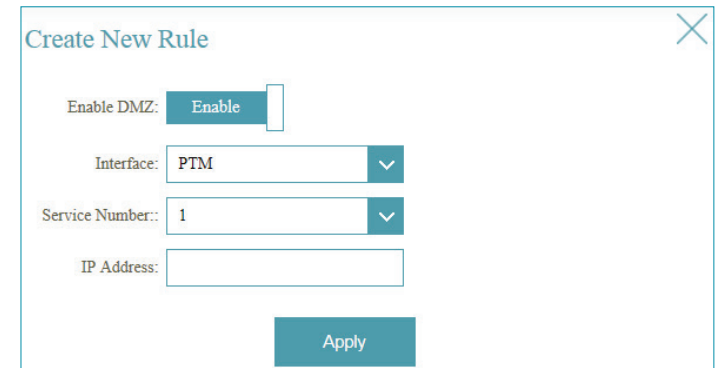 Create New Rule
Enable DMZ: Enable
Interface: PTM
Service Number:: 1
IP Address:
Apply